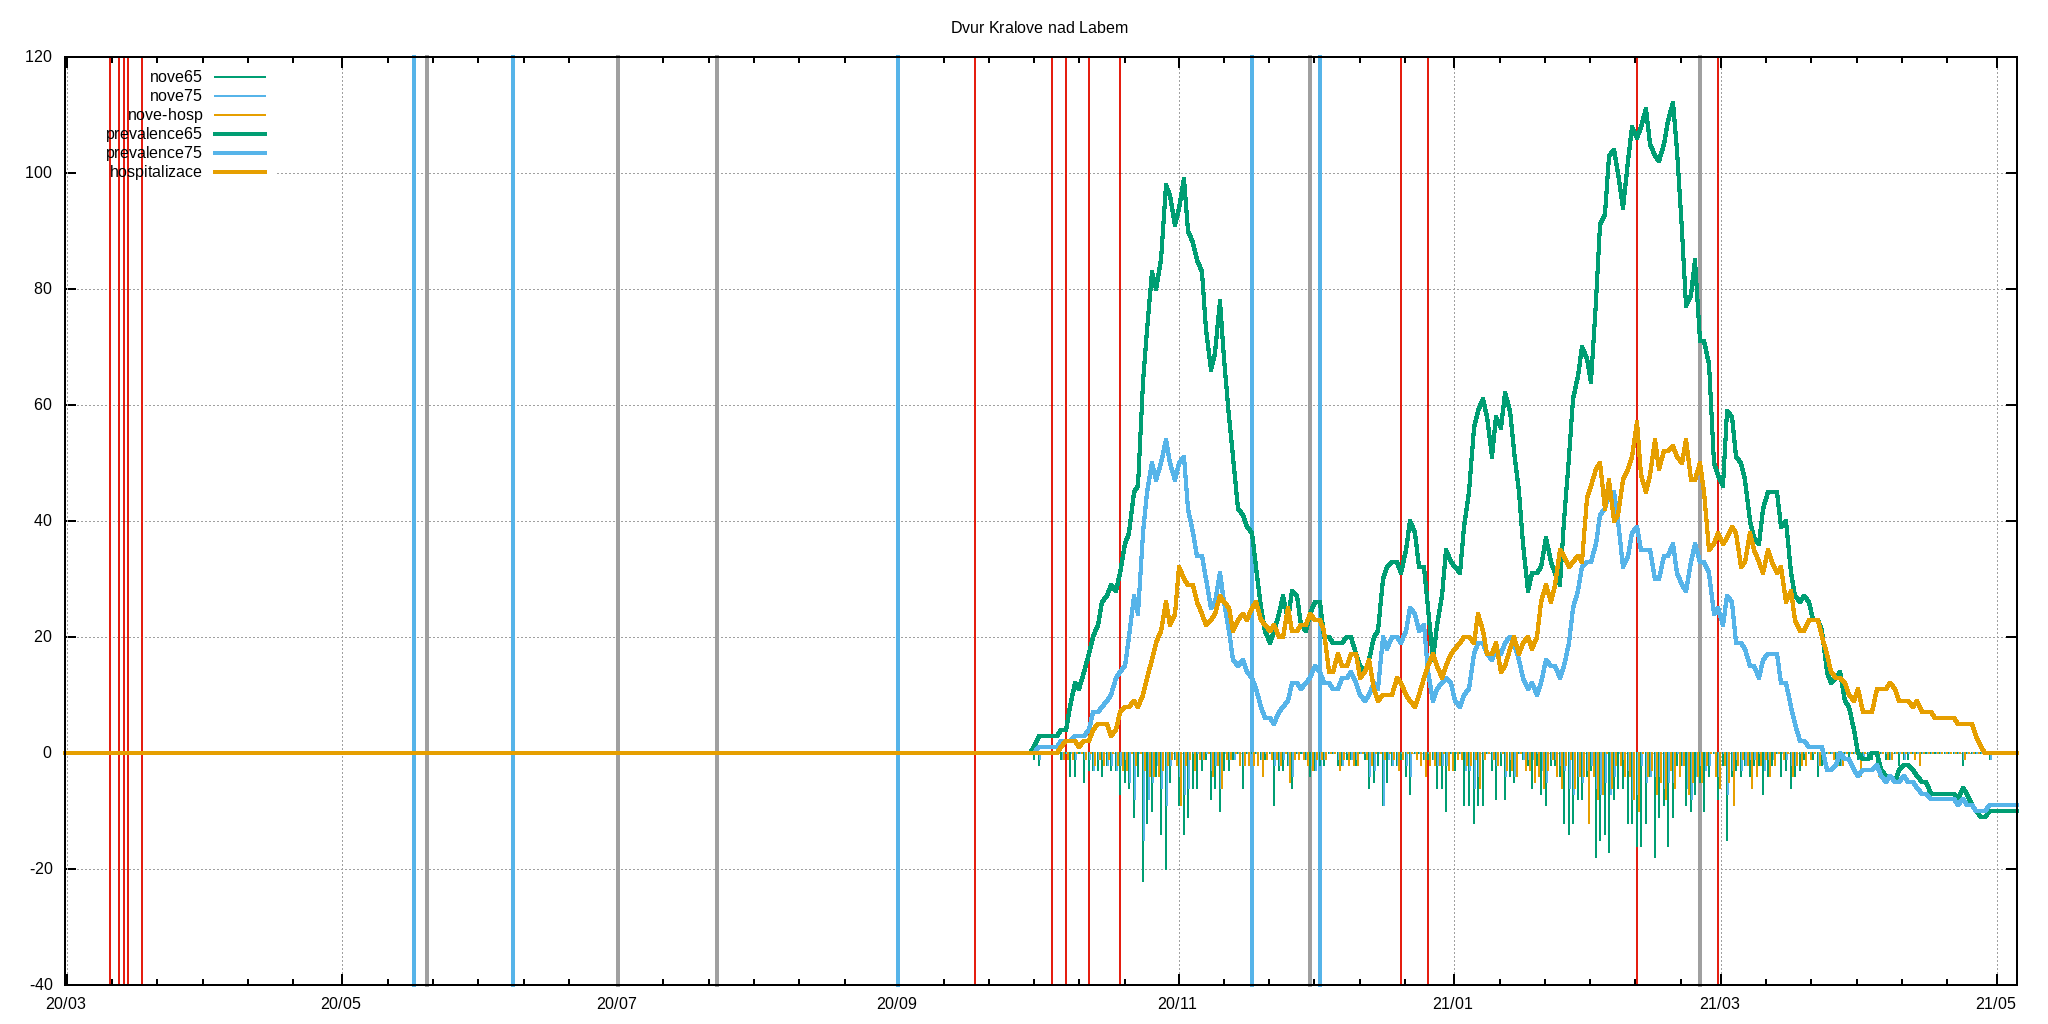 Dvur Kralove nad Labem
120
100
80
60
40
20
0
-20
-40
nove65
nove75
nove-hosp
prevalence65
prevalence75
hospitalizace
20/03 20/05 20/07 20/09 20/11 21/01 21/03 21/05